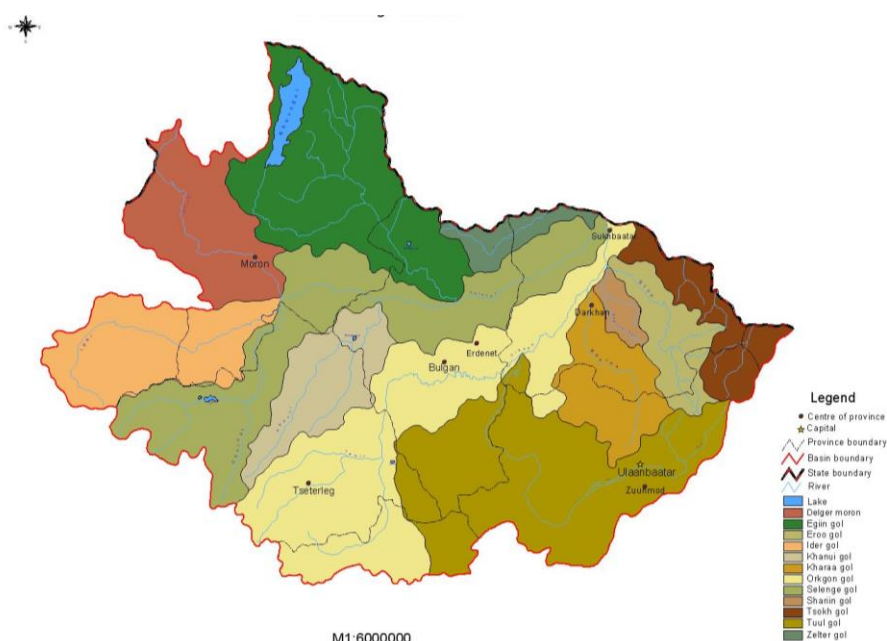 Moron
Sukhbaatar
Darkhan
Erdenet
Bulgan
Tseterleg
Ulaanbaatar
Zuunmod
Legend
Centre of province
Capital
Province boundary
Basin boundary
State boundary
River
Lake
Delger moron
Egiin gol
Eroo gol
Ider gol
Khanui gol
Kharaa gol
Orkgon gol
Selenge gol
Shariin gol
Tsokh gol
Tuul gol
Zelter gol
M1:6000000